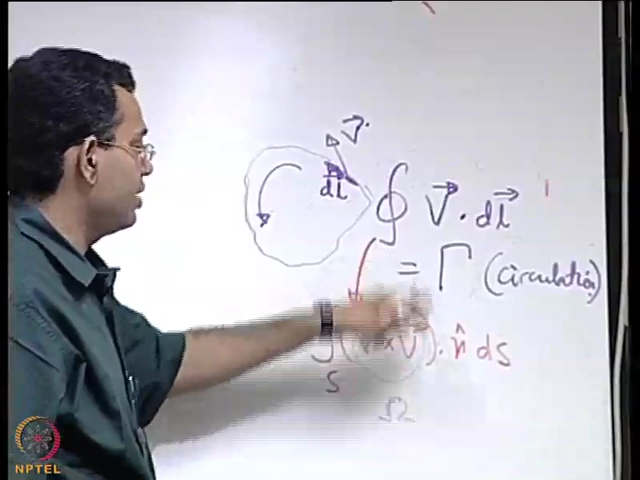 V⃗
dl⃗
∮ V⃗ · dl⃗
= Γ (circulation)
∫ₛ (∇ × V⃗) · n̂ ds
Ω
NPTEL